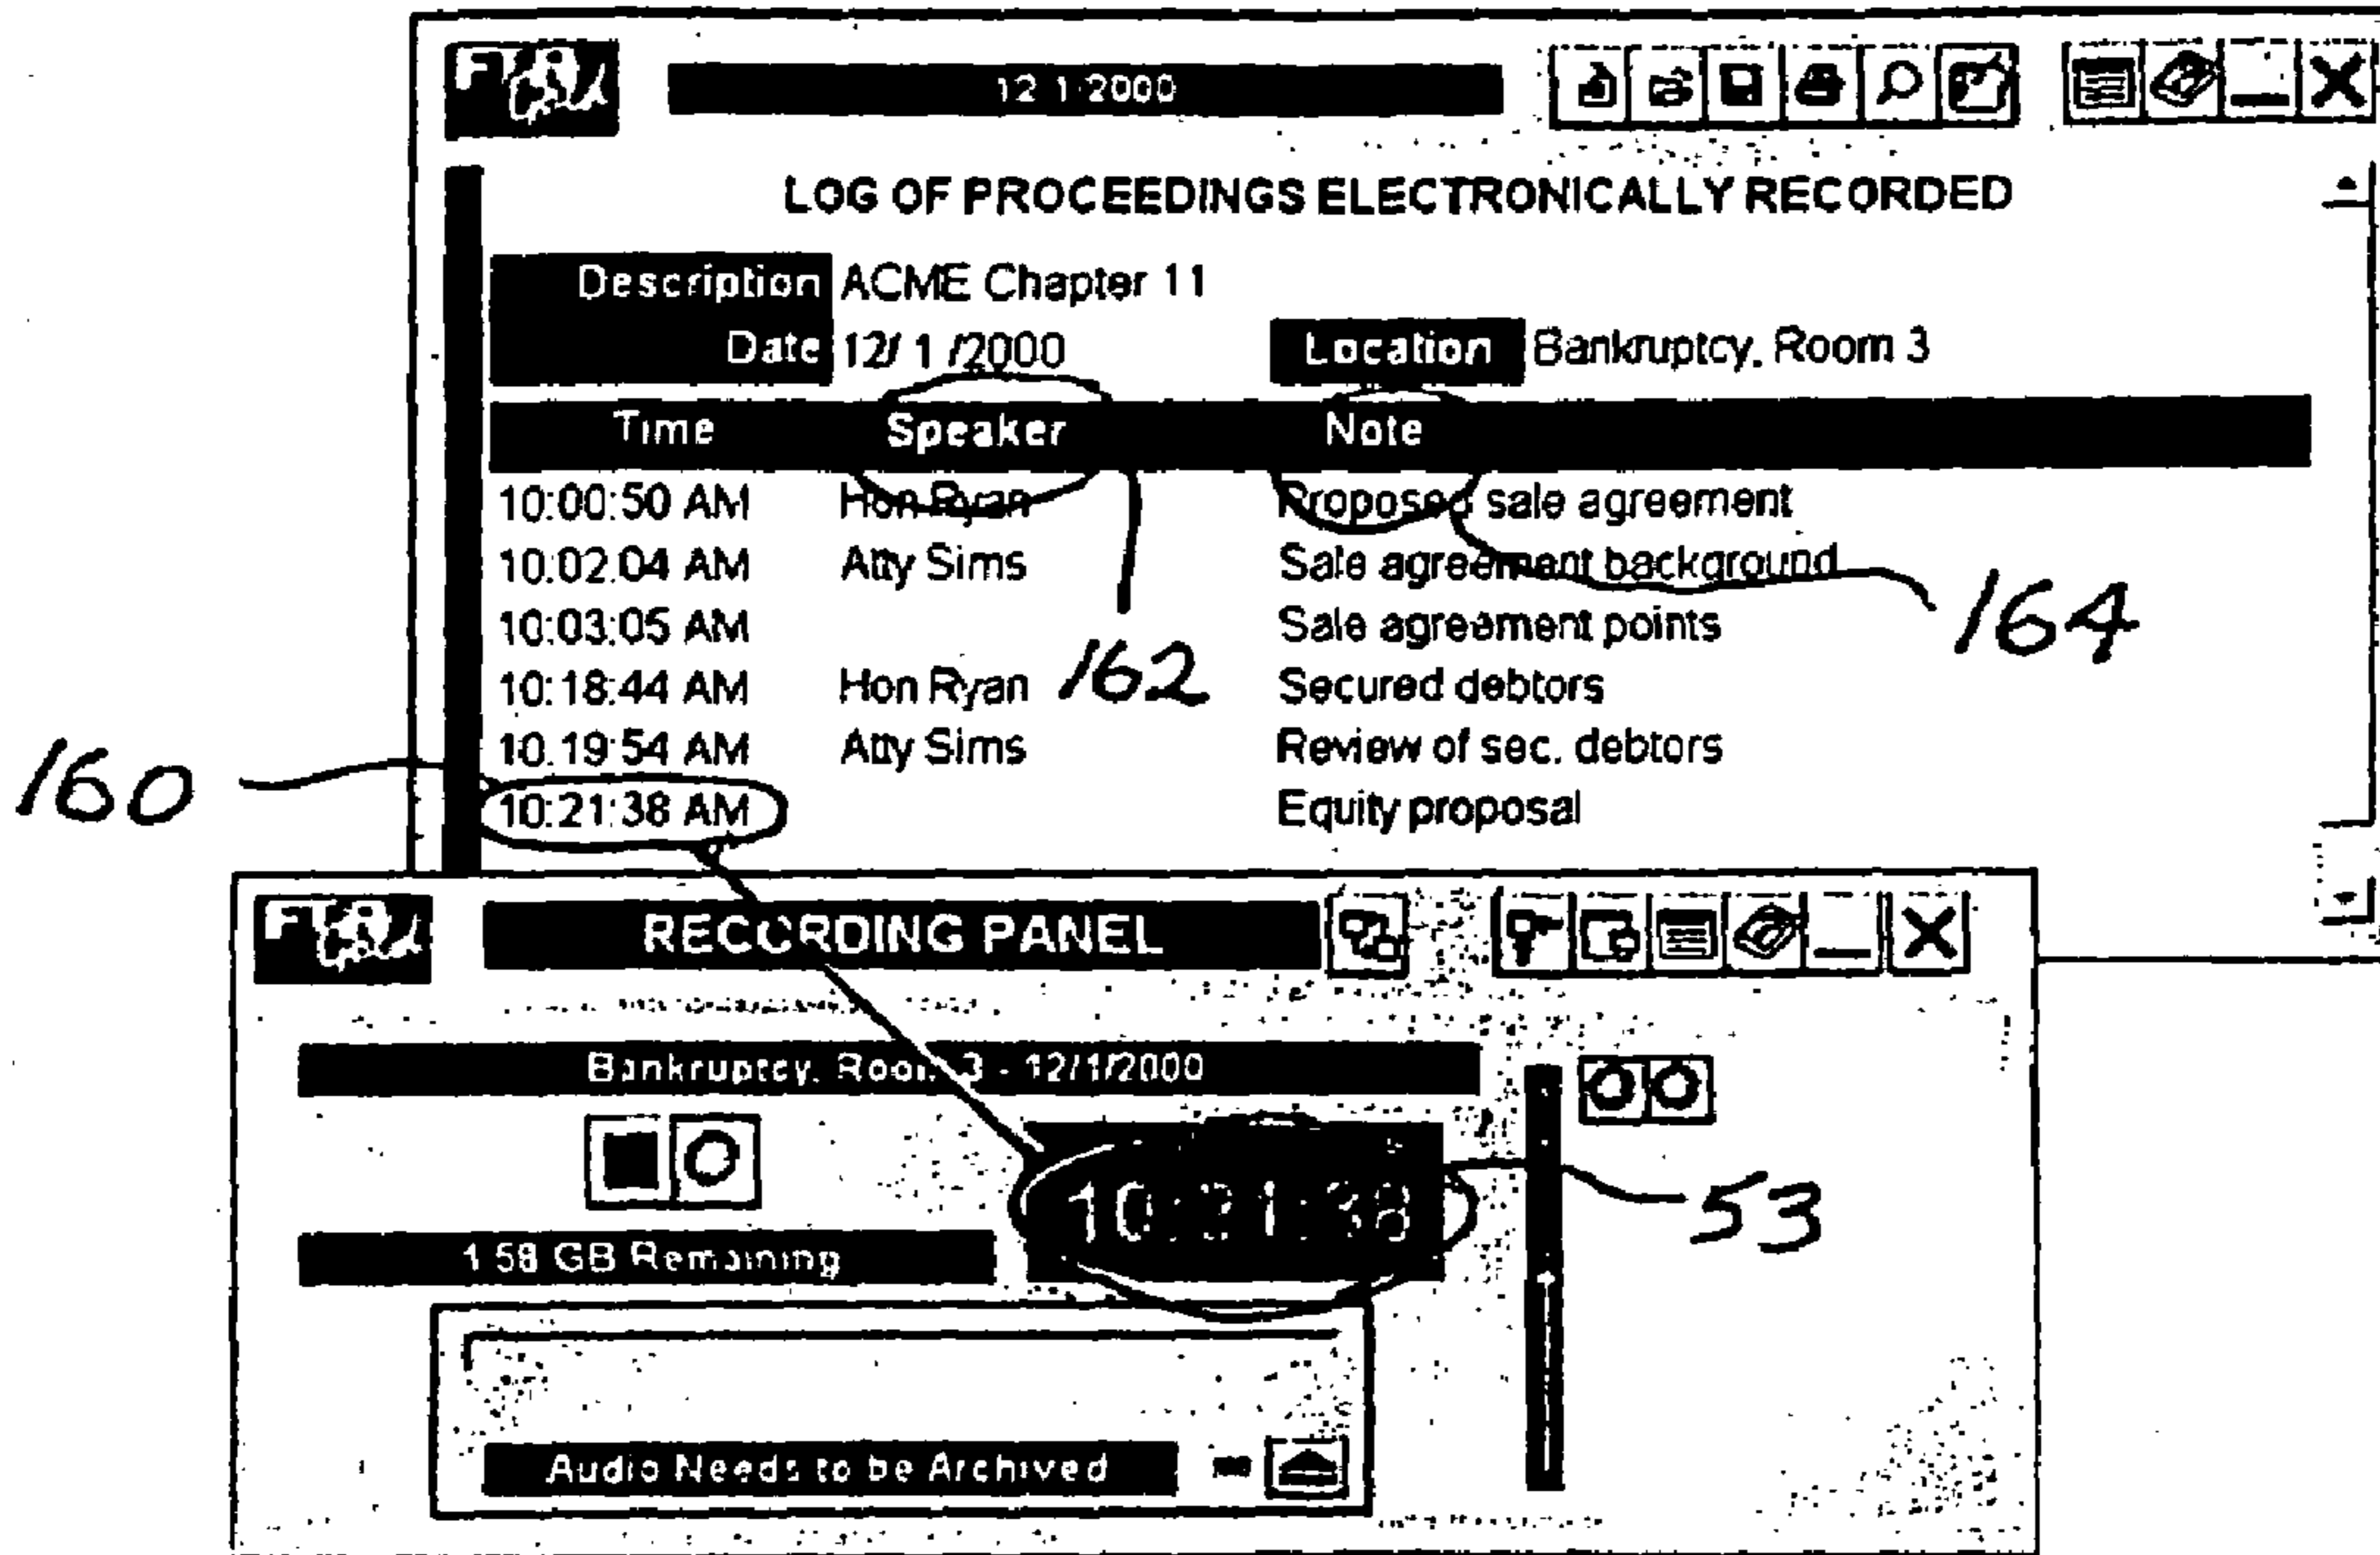 12 1 2000
LOG OF PROCEEDINGS ELECTRONICALLY RECORDED
Description ACME Chapter 11
Date 12/ 1 /2000 Location Bankruptcy, Room 3
Time Speaker Note
10:00:50 AM Hon Ryan Proposed sale agreement
10:02:04 AM Atty Sims Sale agreement background
164
10:03:05 AM Sale agreement points
10:18:44 AM Hon Ryan 162 Secured debtors
10:19:54 AM Atty Sims Review of sec. debtors
160
10:21:38 AM Equity proposal
RECORDING PANEL
Bankruptcy, Room 3 - 12/1/2000
10:21:38
53
1.58 GB Remaining
Audio Needs to be Archived